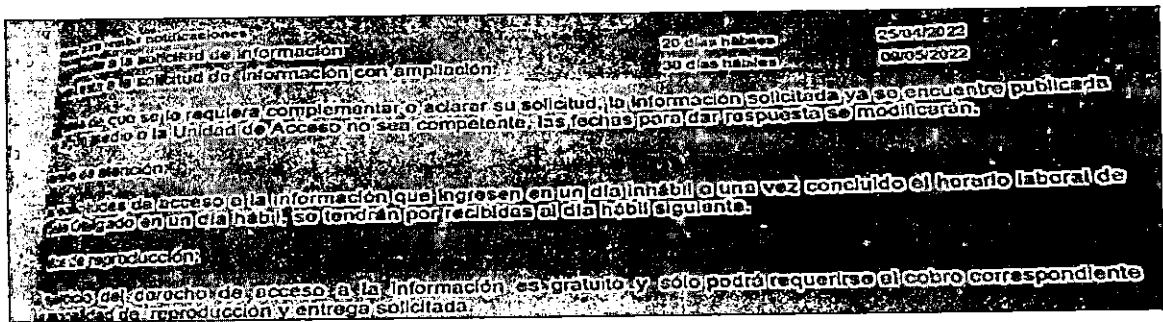 notificaciones
a la solicitud de información 20 días hábiles 25/04/2022
a la solicitud de información con ampliación: 30 días hábiles 09/05/2022
de que se le requiera complementar o aclarar su solicitud, la información solicitada ya se encuentre publicada
medio o la Unidad de Acceso no sea competente, las fechas para dar respuesta se modificarán.
de atención:
de acceso a la información que ingresen en un día inhábil o una vez concluido el horario laboral de
obligado en un día hábil, se tendrán por recibidas al día hábil siguiente.
de reproducción:
del derecho de acceso a la información es gratuito y sólo podrá requerirse el cobro correspondiente
de reproducción y entrega solicitada.